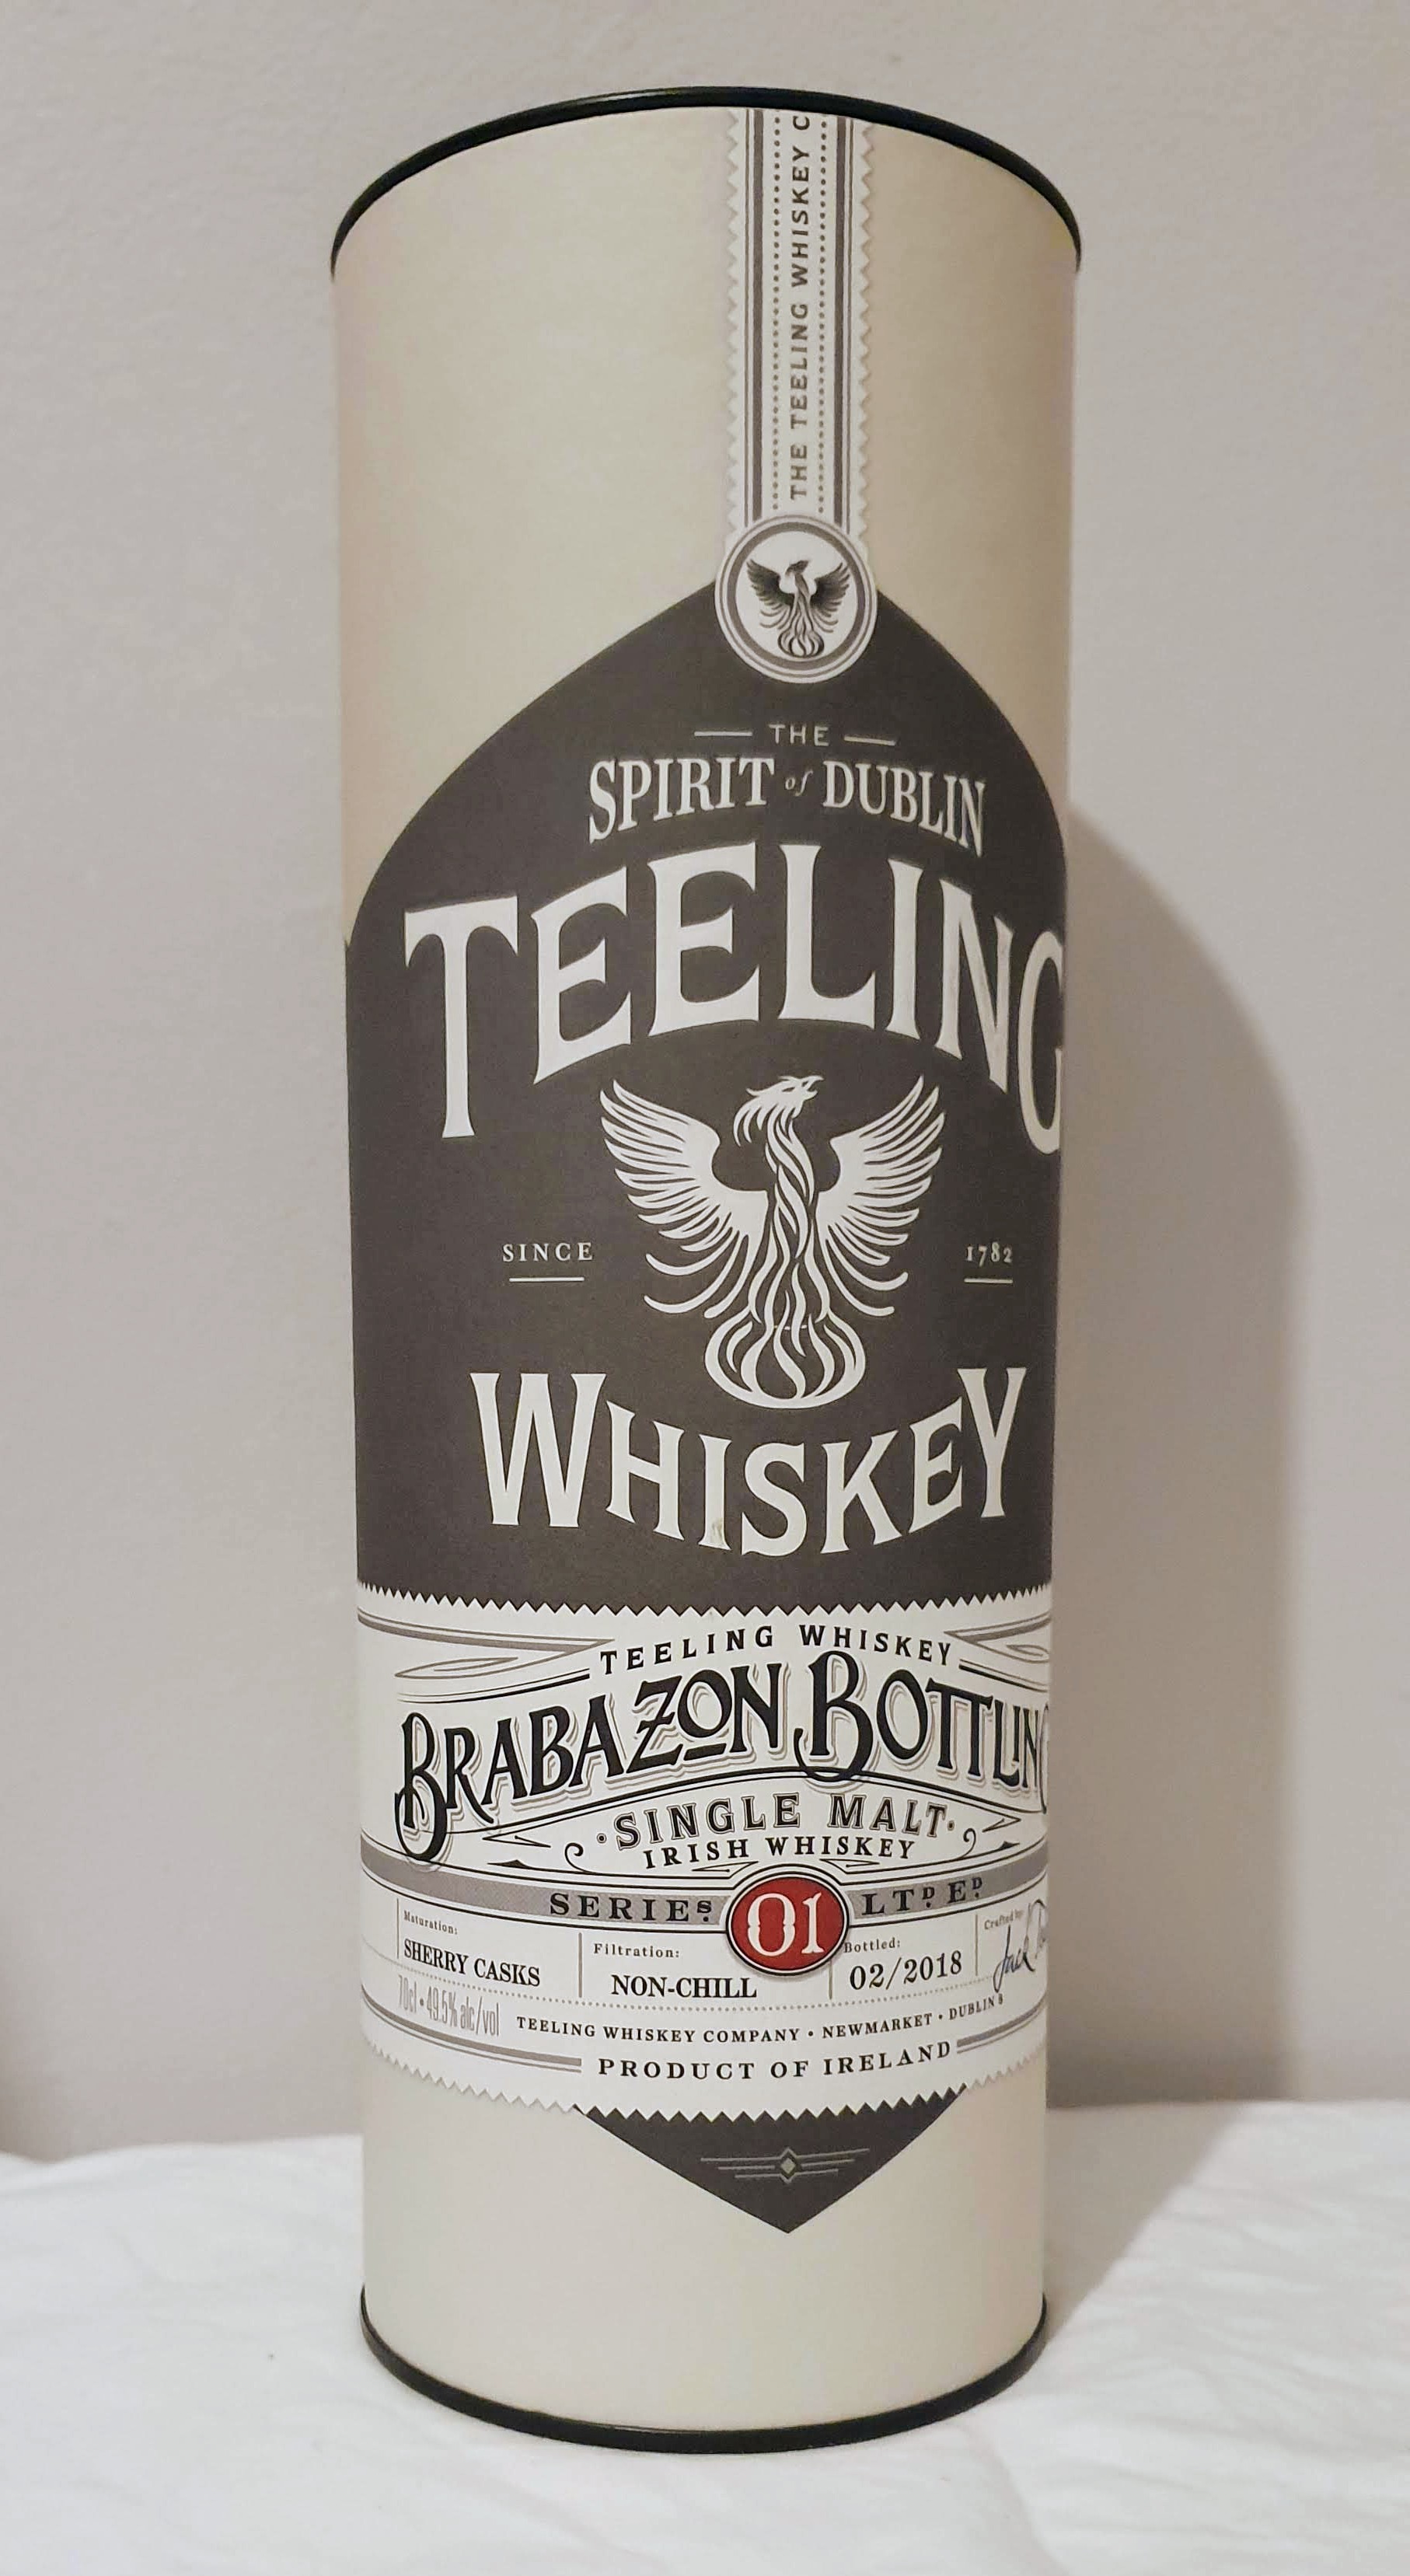 THE TEELING WHISKEY C
THE
SPIRIT of DUBLIN
TEELING
SINCE
1782
WHISKEY
TEELING WHISKEY
BRABAZON BOTTLING
·SINGLE MALT·
IRISH WHISKEY
SERIES 01 LTD. ED.
Maturation:
SHERRY CASKS
Filtration:
NON-CHILL
Bottled:
02/2018
Crafted by:
Jack
70cl • 49.5% alc/vol
TEELING WHISKEY COMPANY • NEWMARKET • DUBLIN 8
PRODUCT OF IRELAND